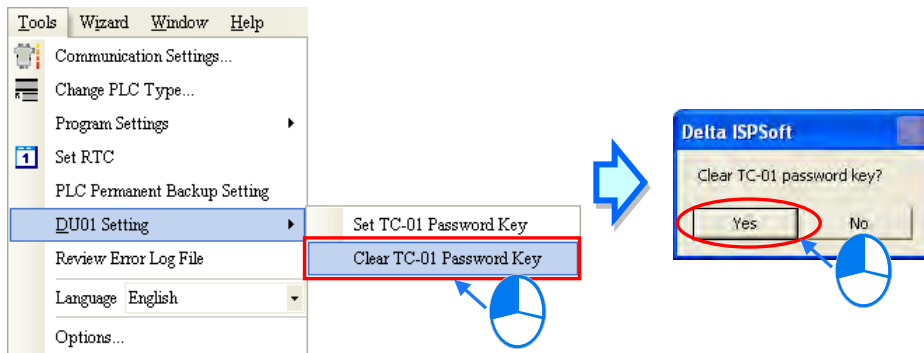 Tools Wizard Window Help
Communication Settings...
Change PLC Type...
Program Settings
1 Set RTC
PLC Permanent Backup Setting
DU01 Setting
Review Error Log File
Language English
Options...
Set TC-01 Password Key
Clear TC-01 Password Key
Delta ISPSoft
Clear TC-01 password key?
Yes No